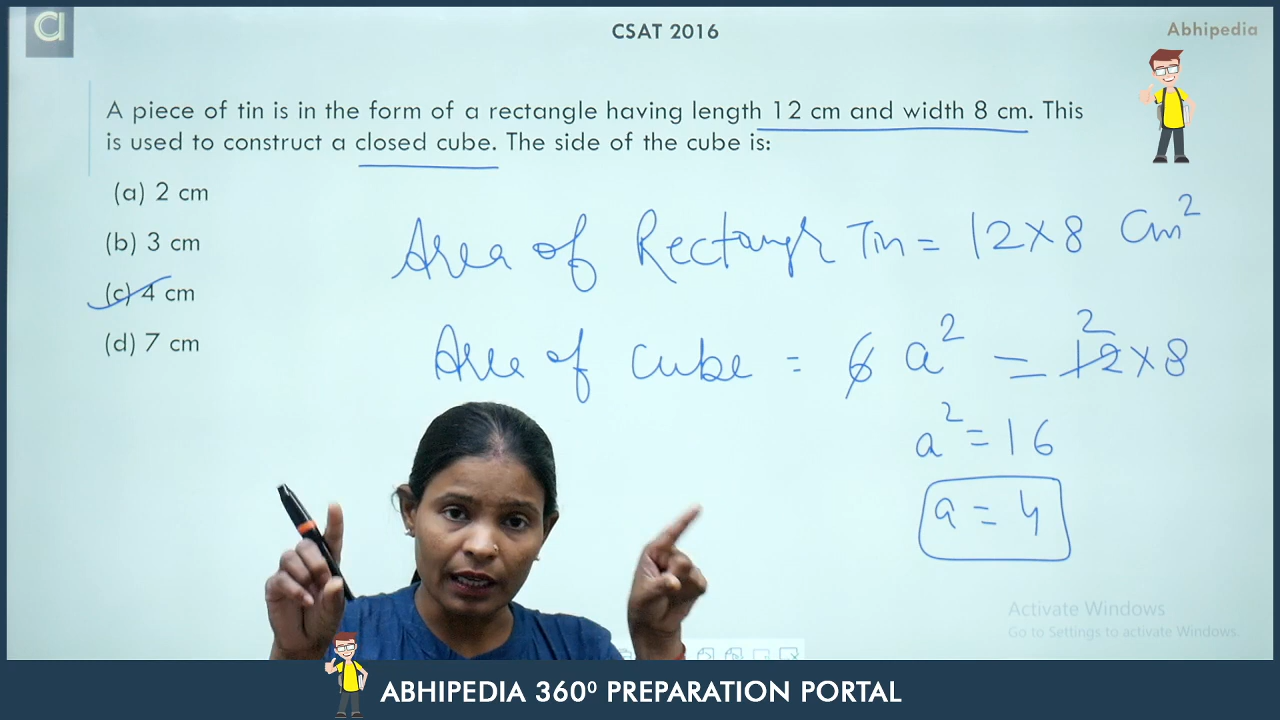 a
CSAT 2016
Abhipedia
A piece of tin is in the form of a rectangle having length 12 cm and width 8 cm. This
is used to construct a closed cube. The side of the cube is:
(a) 2 cm
(b) 3 cm
(c) 4 cm
(d) 7 cm
Area of Rectangr Tin = 12×8 Cm²
Area of Cube = 6 a² = 12×8
2
a² = 16
a = 4
Activate Windows
Go to Settings to activate Windows.
ABHIPEDIA 360⁰ PREPARATION PORTAL